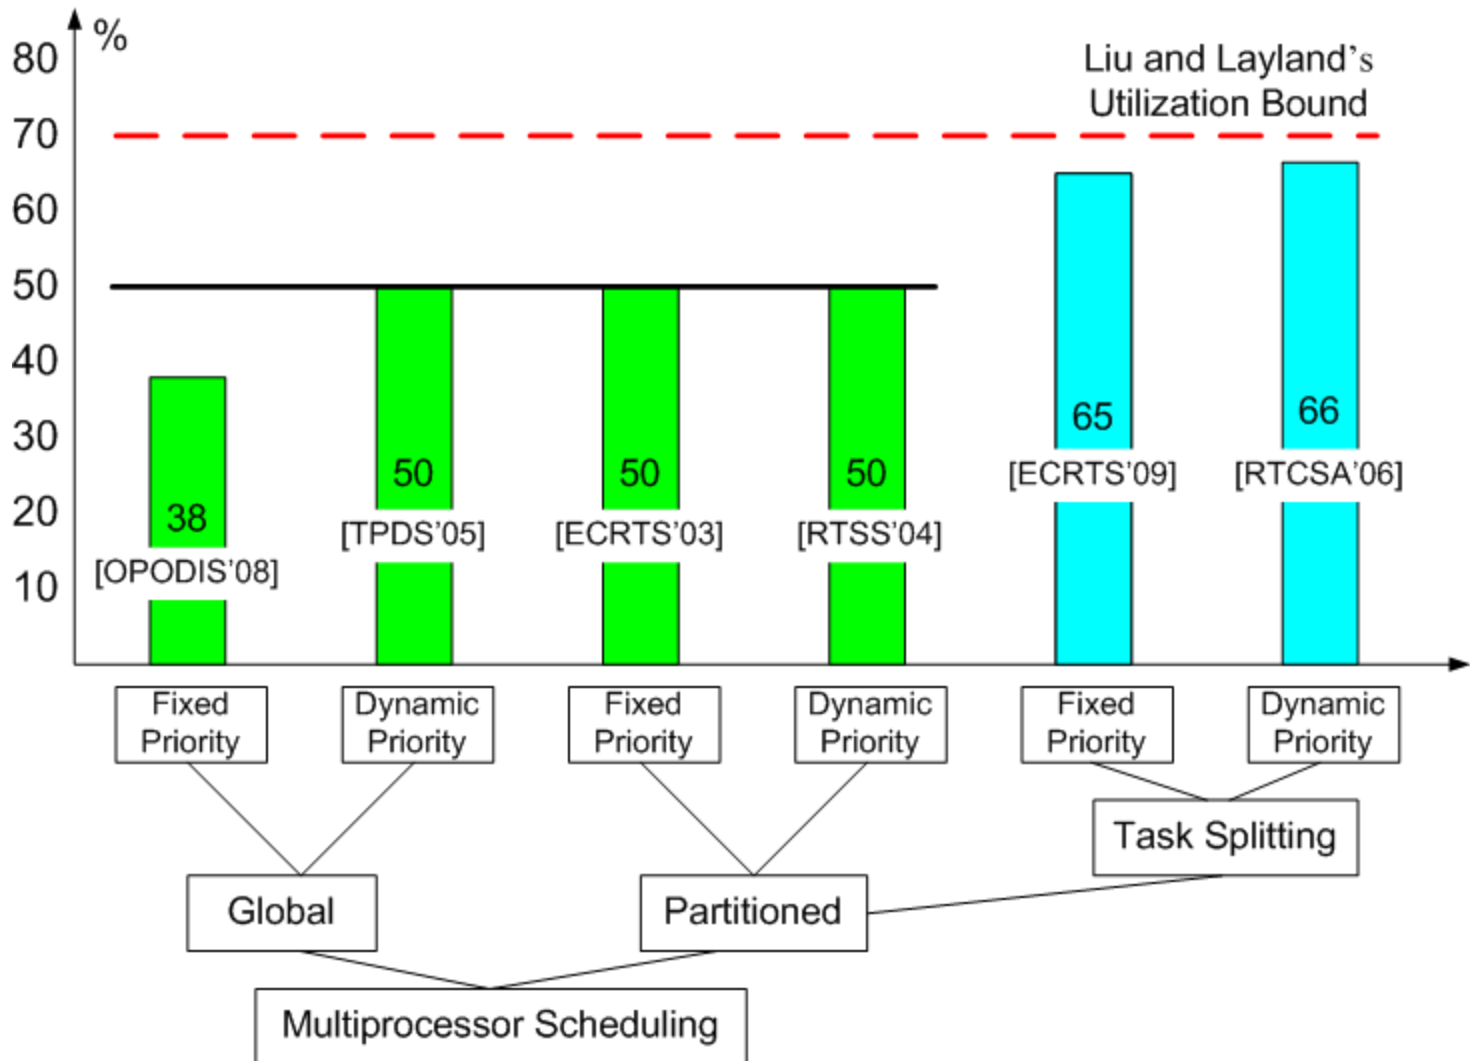 %
80
70
60
50
40
30
20
10
Liu and Layland’s
Utilization Bound
38
[OPODIS’08]
50
[TPDS’05]
50
[ECRTS’03]
50
[RTSS’04]
65
[ECRTS’09]
66
[RTCSA’06]
Fixed
Priority
Dynamic
Priority
Fixed
Priority
Dynamic
Priority
Fixed
Priority
Dynamic
Priority
Task Splitting
Global
Partitioned
Multiprocessor Scheduling